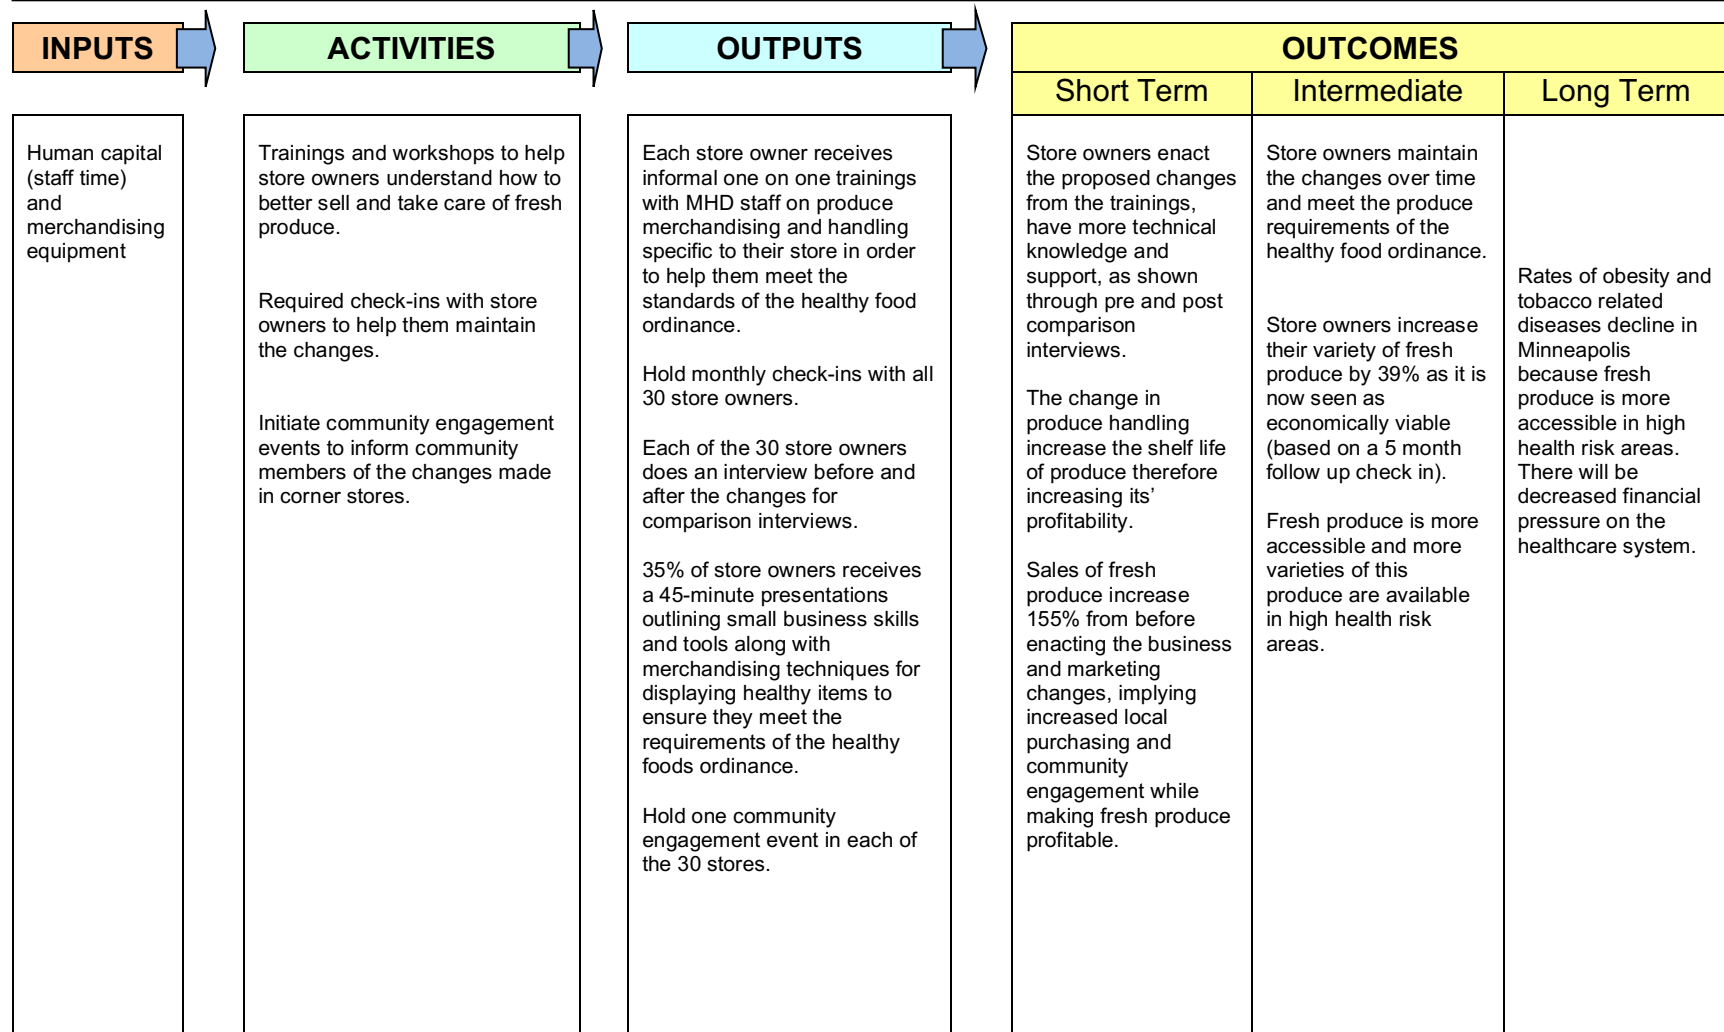 INPUTS
ACTIVITIES
OUTPUTS
OUTCOMES
Short Term
Intermediate
Long Term
Human capital
(staff time)
and
merchandising
equipment
Trainings and workshops to help
store owners understand how to
better sell and take care of fresh
produce.
Required check-ins with store
owners to help them maintain
the changes.
Initiate community engagement
events to inform community
members of the changes made
in corner stores.
Each store owner receives
informal one on one trainings
with MHD staff on produce
merchandising and handling
specific to their store in order
to help them meet the
standards of the healthy food
ordinance.
Hold monthly check-ins with all
30 store owners.
Each of the 30 store owners
does an interview before and
after the changes for
comparison interviews.
35% of store owners receives
a 45-minute presentations
outlining small business skills
and tools along with
merchandising techniques for
displaying healthy items to
ensure they meet the
requirements of the healthy
foods ordinance.
Hold one community
engagement event in each of
the 30 stores.
Store owners enact
the proposed changes
from the trainings,
have more technical
knowledge and
support, as shown
through pre and post
comparison
interviews.
The change in
produce handling
increase the shelf life
of produce therefore
increasing its’
profitability.
Sales of fresh
produce increase
155% from before
enacting the business
and marketing
changes, implying
increased local
purchasing and
community
engagement while
making fresh produce
profitable.
Store owners maintain
the changes over time
and meet the produce
requirements of the
healthy food ordinance.
Store owners increase
their variety of fresh
produce by 39% as it is
now seen as
economically viable
(based on a 5 month
follow up check in).
Fresh produce is more
accessible and more
varieties of this
produce are available
in high health risk
areas.
Rates of obesity and
tobacco related
diseases decline in
Minneapolis
because fresh
produce is more
accessible in high
health risk areas.
There will be
decreased financial
pressure on the
healthcare system.